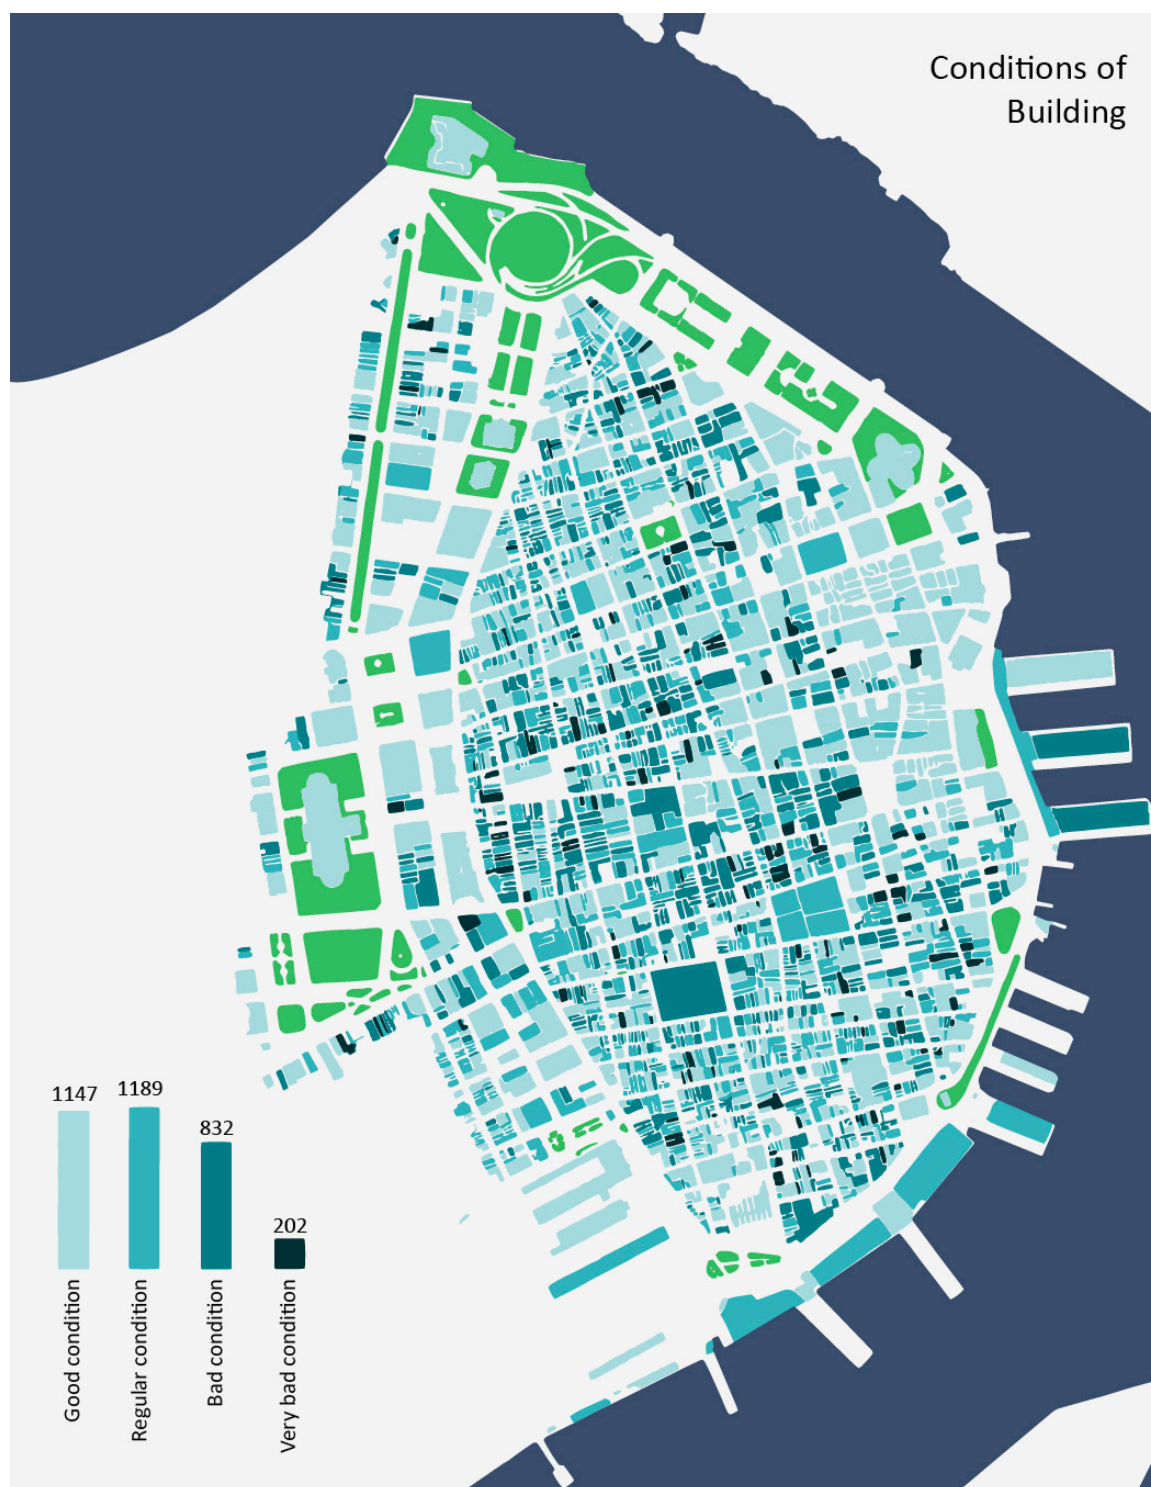 Conditions of
Building
1147
1189
832
202
Good condition
Regular condition
Bad condition
Very bad condition